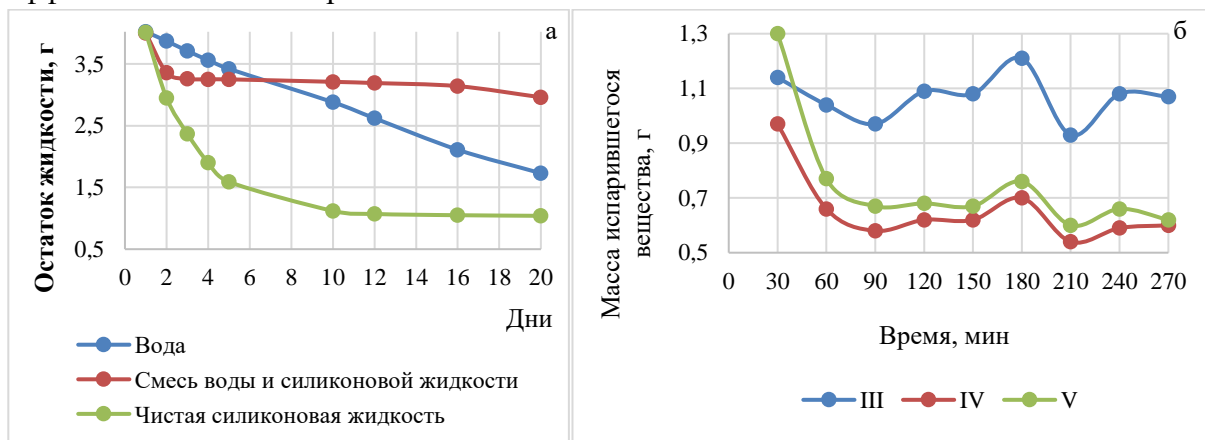 а
Остаток жидкости, г
3,5
2,5
1,5
0,5
0 2 4 6 8 10 12 14 16 18 20
Дни
Вода
Смесь воды и силиконовой жидкости
Чистая силиконовая жидкость
б
Масса испарившегося
вещества, г
1,3
1,1
0,9
0,7
0,5
0 30 60 90 120 150 180 210 240 270
Время, мин
III IV V